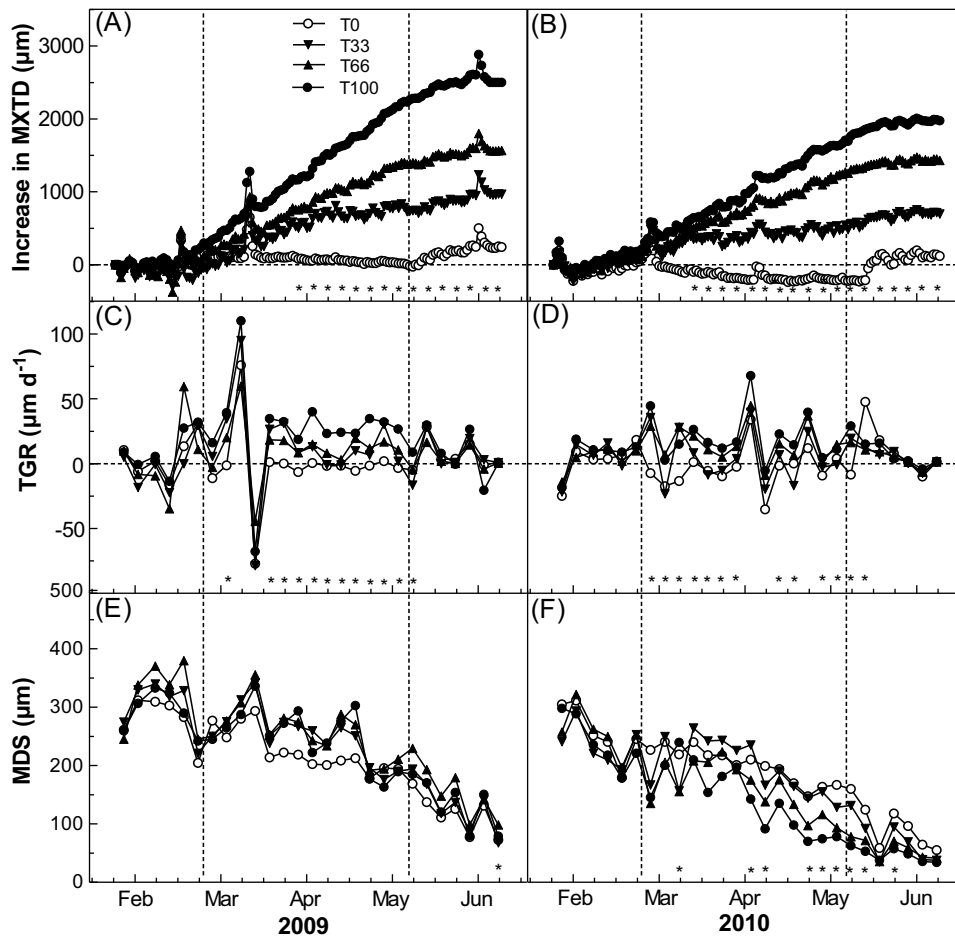 (A)
(B)
T0
T33
T66
T100
Increase in MXTD (µm)
3000
2000
1000
0
(C)
(D)
TGR (µm d⁻¹)
100
50
0
-50
* * * * * * * * * * * * * * *
* * * * * * * * * * * * * * * * * *
* * * * * * * * * * * *
* * * * * * * * * * * * *
(E)
(F)
MDS (µm)
500
400
300
200
100
0
*
* * * * * * * * *
Feb Mar Apr May Jun
Feb Mar Apr May Jun
2009
2010